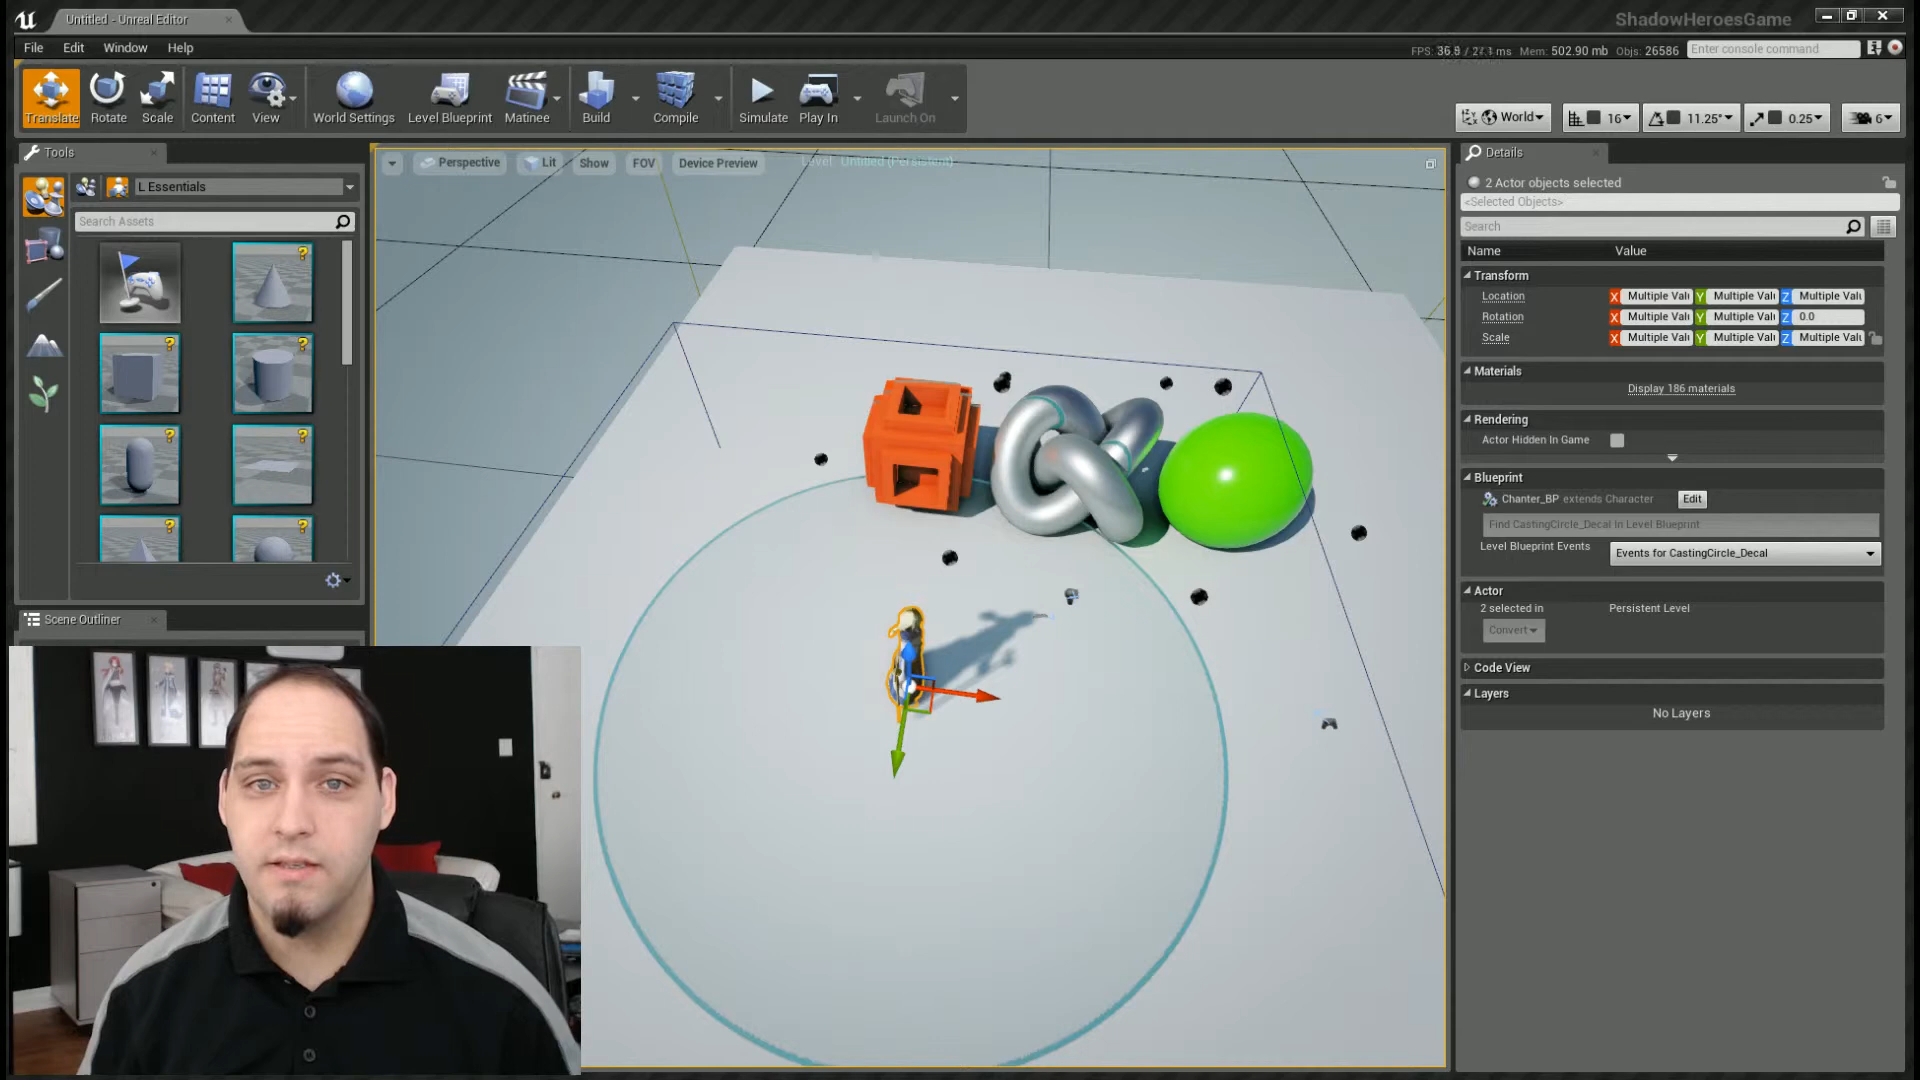 Untitled - Unreal Editor
ShadowHeroesGame
File Edit Window Help
FPS: 36.8 / 27.1 ms Mem: 502.90 mb Objs: 26586 Enter console command
Translate Rotate Scale Content View World Settings Level Blueprint Matinee Build Compile Simulate Play In Launch On
World 16 11.25° 0.25 6
Tools
L Essentials
Search Assets
Scene Outliner
Perspective Lit Show FOV Device Preview Level: Untitled (Persistent)
Details
2 Actor objects selected
<Selected Objects>
Search
Name Value
Transform
Location X Multiple Valu Y Multiple Valu Z Multiple Valu
Rotation X Multiple Valu Y Multiple Valu Z 0.0
Scale X Multiple Valu Y Multiple Valu Z Multiple Valu
Materials
Display 186 materials
Rendering
Actor Hidden In Game
Blueprint
Chanter_BP extends Character Edit
Find CastingCircle_Decal in Level Blueprint
Level Blueprint Events Events for CastingCircle_Decal
Actor
2 selected in Persistent Level
Convert
Code View
Layers
No Layers